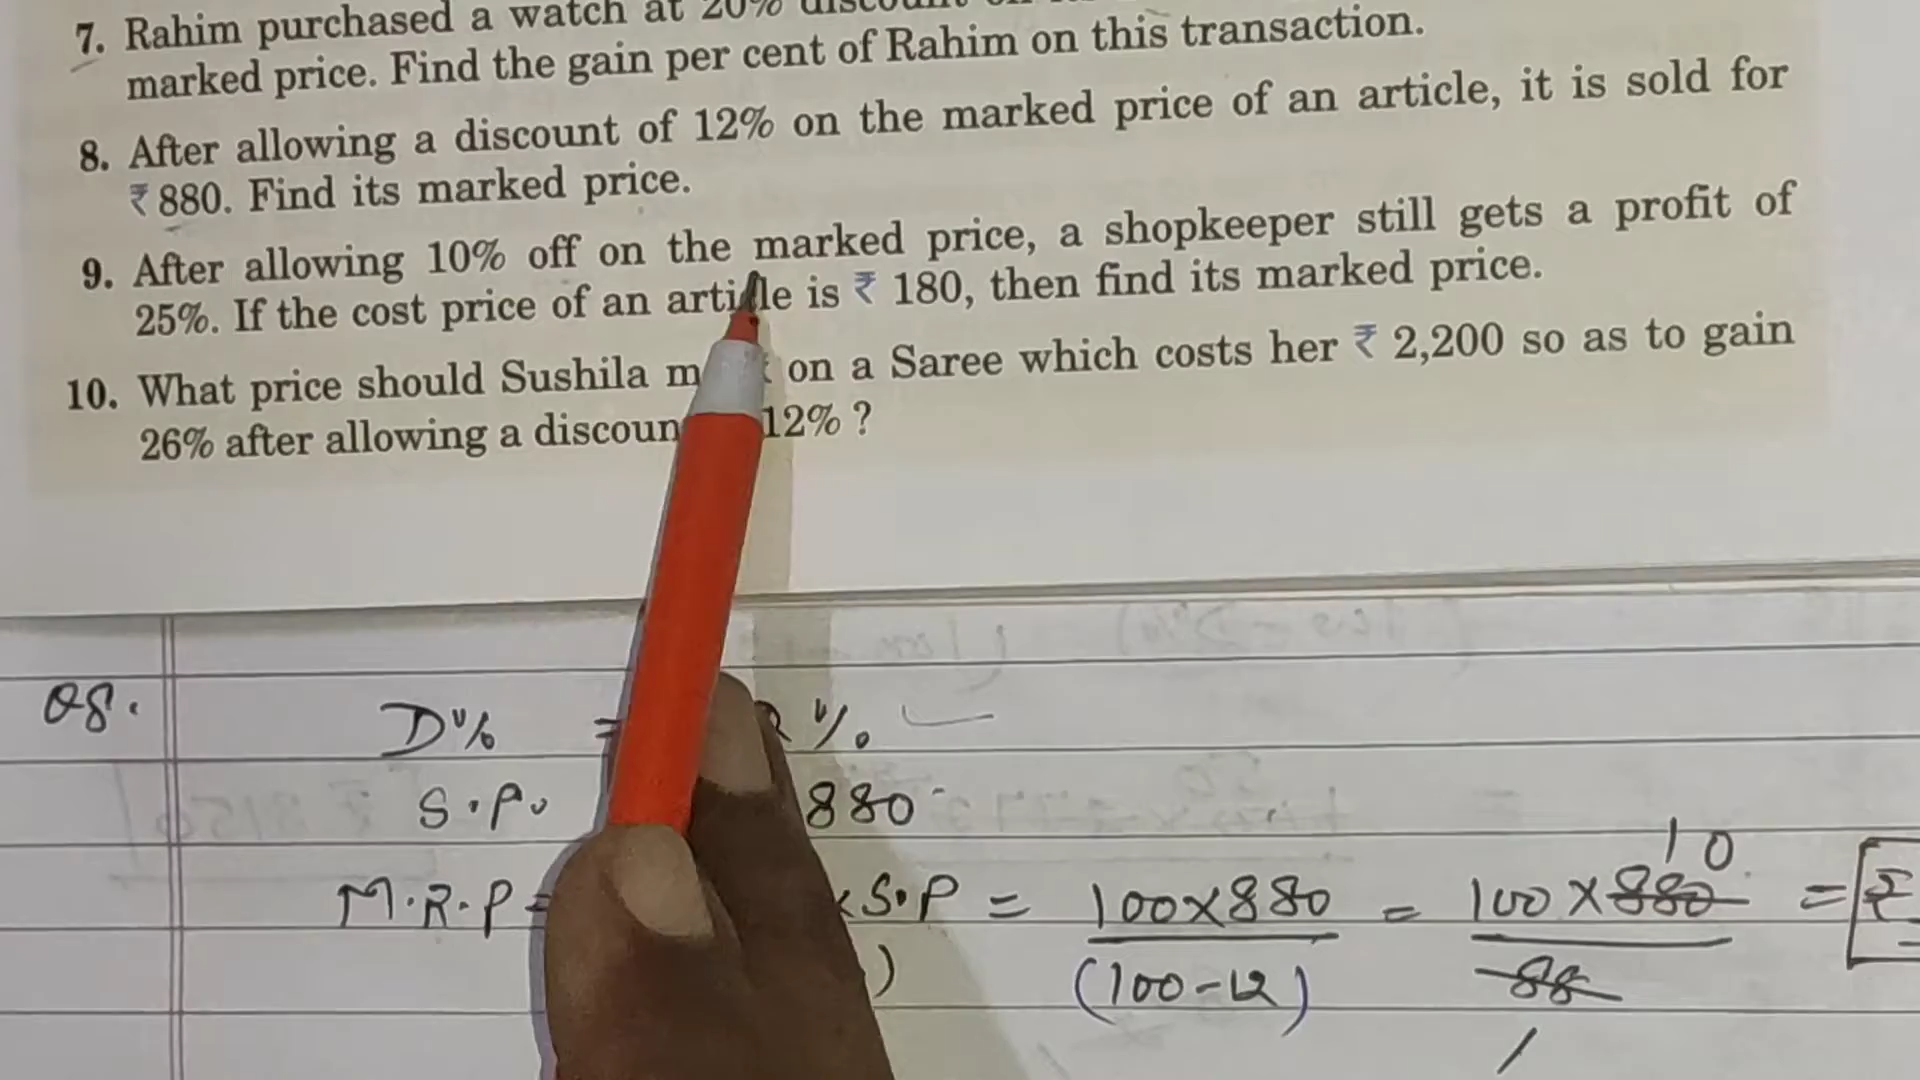 7. Rahim purchased a watch at 20% discount on
marked price. Find the gain per cent of Rahim on this transaction.
8. After allowing a discount of 12% on the marked price of an article, it is sold for
₹ 880. Find its marked price.
9. After allowing 10% off on the marked price, a shopkeeper still gets a profit of
25%. If the cost price of an article is ₹ 180, then find its marked price.
10. What price should Sushila on a Saree which costs her ₹ 2,200 so as to gain
26% after allowing a discount 12% ?
Q8.
D% = %
S.P. 880
M.R.P = × S.P = 100×880 = 100 × 880 10 = ₹
) (100-12) 88
1